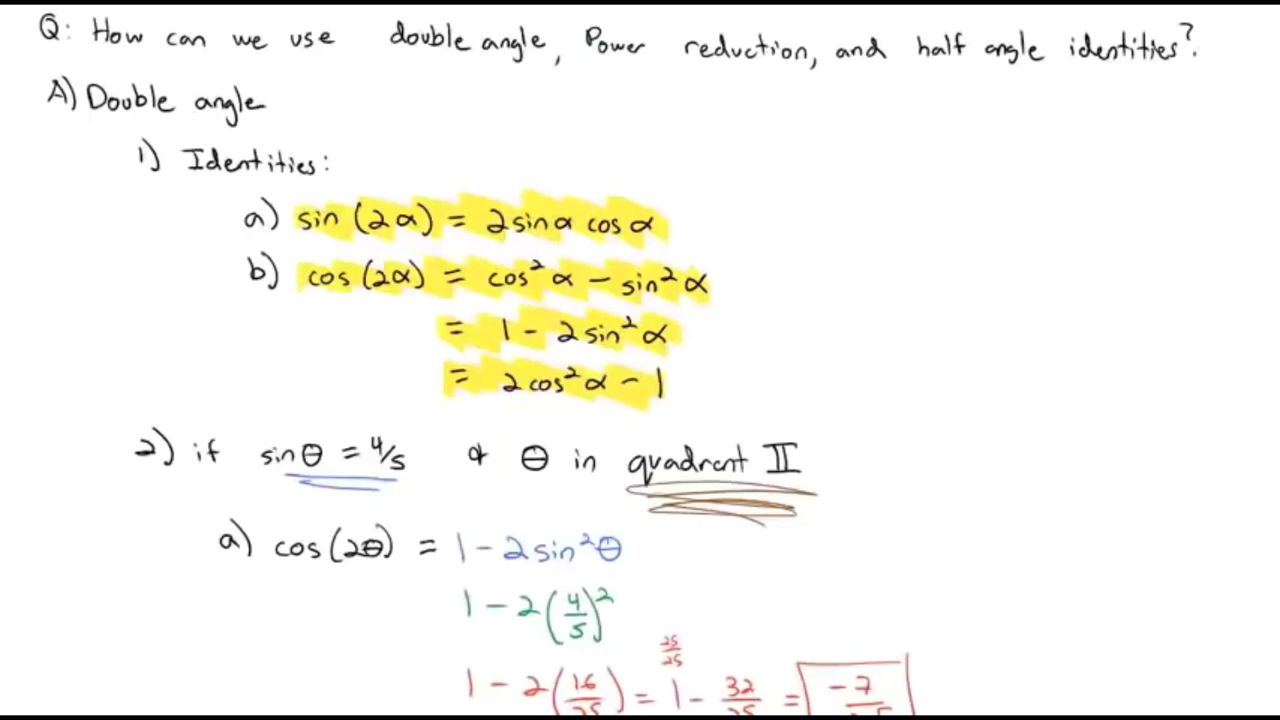 Q: How can we use double angle, Power reduction, and half angle identities?
A) Double angle
1) Identities:
a) sin (2α) = 2sinα cosα
b) cos (2α) = cos²α - sin²α
= 1 - 2sin²α
= 2cos²α - 1
2) if sinθ = 4/5 & θ in quadrant II
a) cos(2θ) = 1 - 2sin²θ
1 - 2(4/5)²
25/25
1 - 2(16/25) = 1 - 32/25 = -7